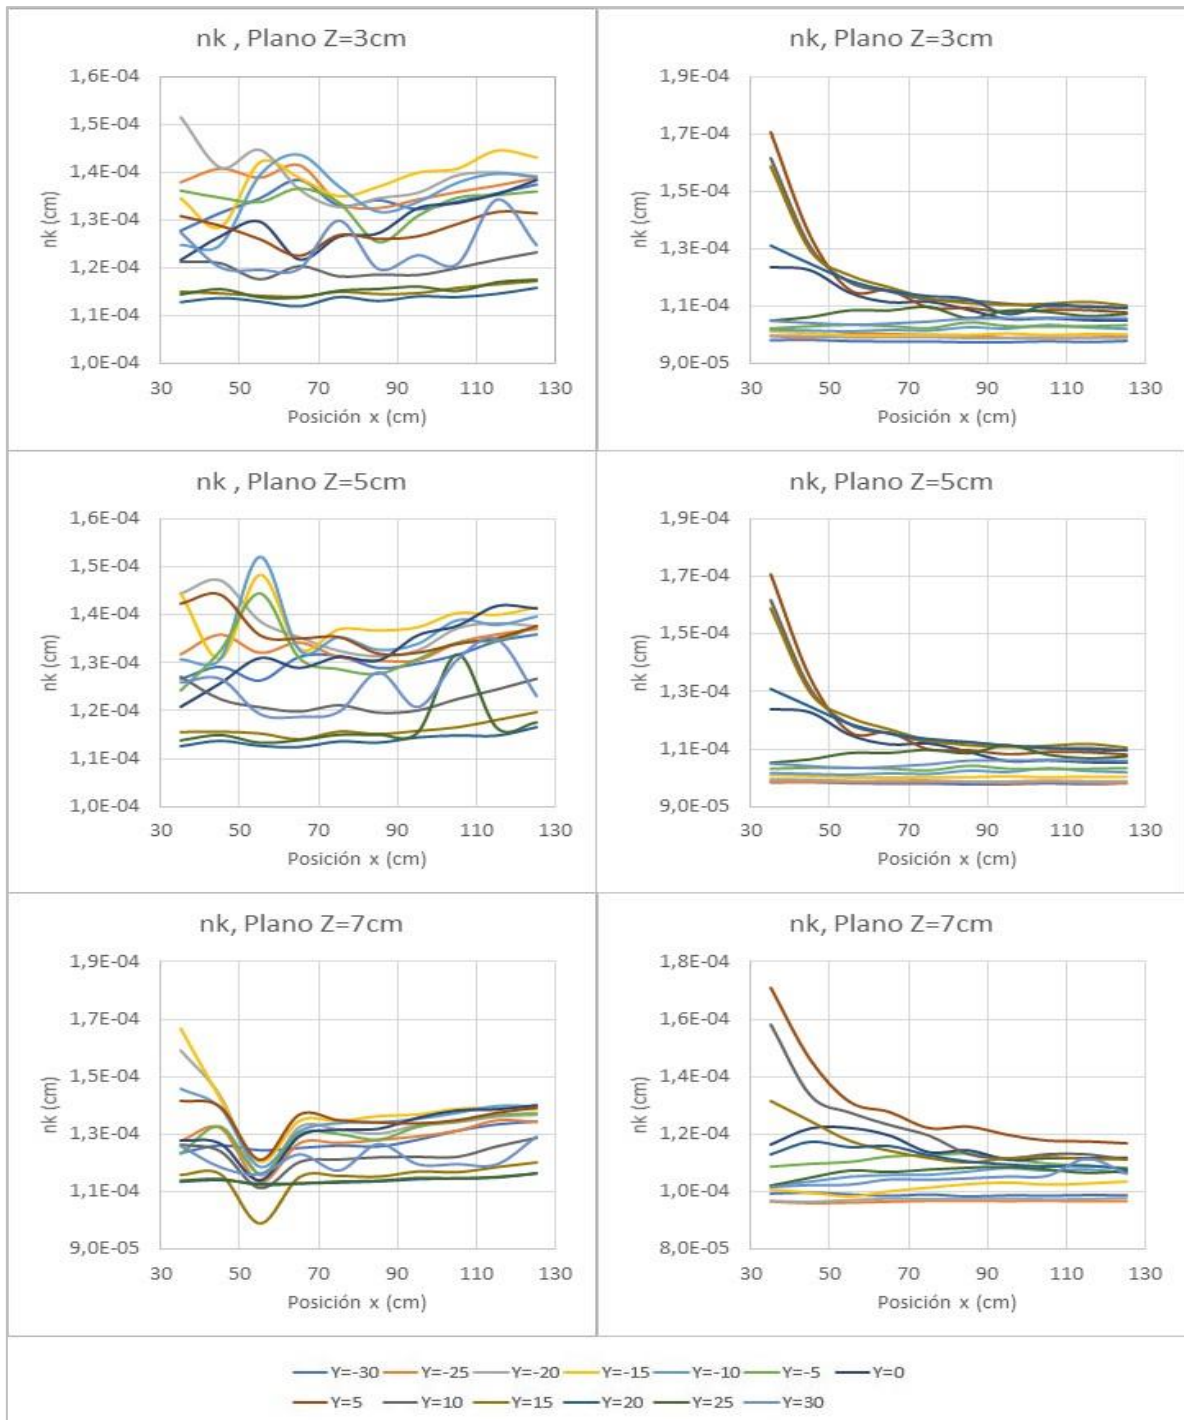 nk , Plano Z=3cm
1,6E-04
1,5E-04
1,4E-04
1,3E-04
1,2E-04
1,1E-04
1,0E-04
nk (cm)
30 50 70 90 110 130
Posición x (cm)
nk, Plano Z=3cm
1,9E-04
1,7E-04
1,5E-04
1,3E-04
1,1E-04
9,0E-05
nk (cm)
30 50 70 90 110 130
Posición x (cm)
nk , Plano Z=5cm
1,6E-04
1,5E-04
1,4E-04
1,3E-04
1,2E-04
1,1E-04
1,0E-04
nk (cm)
30 50 70 90 110 130
Posición x (cm)
nk, Plano Z=5cm
1,9E-04
1,7E-04
1,5E-04
1,3E-04
1,1E-04
9,0E-05
nk (cm)
30 50 70 90 110 130
Posición x (cm)
nk, Plano Z=7cm
1,9E-04
1,7E-04
1,5E-04
1,3E-04
1,1E-04
9,0E-05
nk (cm)
30 50 70 90 110 130
Posición x (cm)
nk, Plano Z=7cm
1,8E-04
1,6E-04
1,4E-04
1,2E-04
1,0E-04
8,0E-05
nk (cm)
30 50 70 90 110 130
Posición x (cm)
Y=-30 Y=-25 Y=-20 Y=-15 Y=-10 Y=-5 Y=0
Y=5 Y=10 Y=15 Y=20 Y=25 Y=30